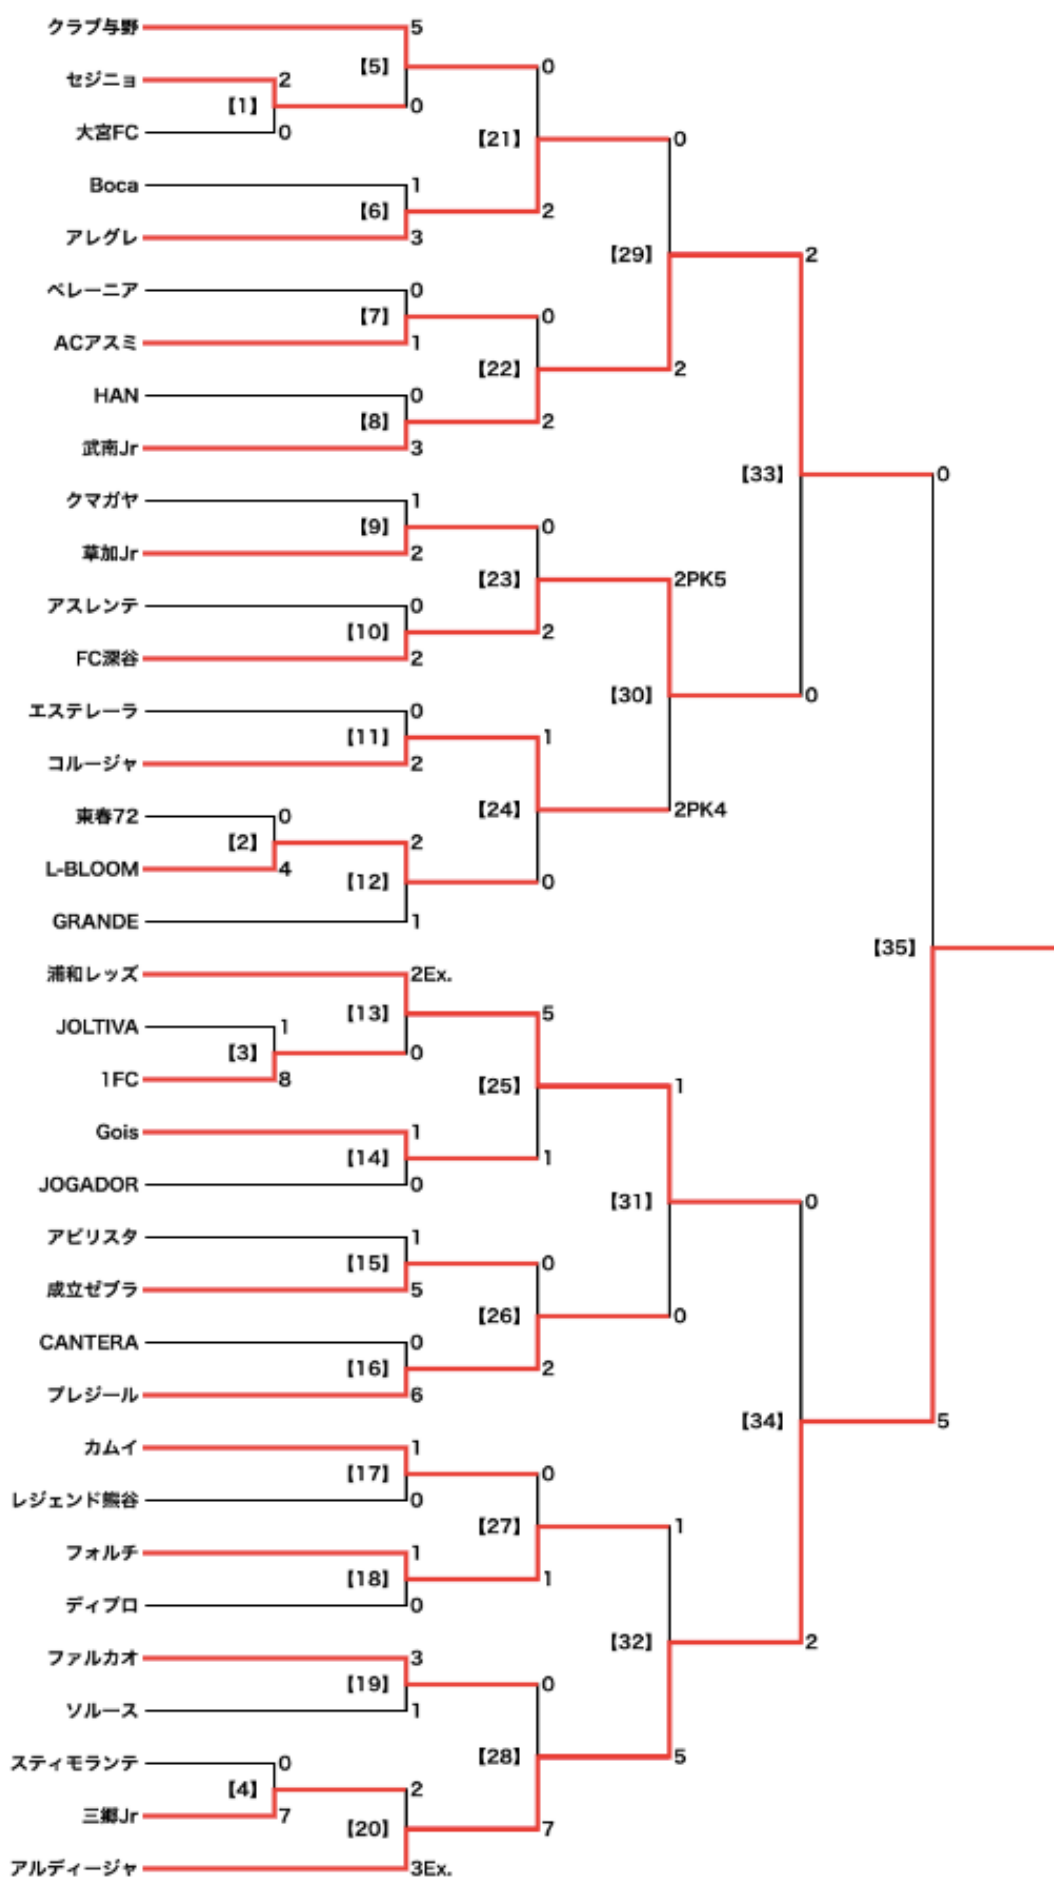 クラブ与野 5
【5】 0
セジニョ 2
【1】 0
大宮FC 0
【21】 0
Boca 1
【6】 2
アレグレ 3
【29】 2
ベレーニア 0
【7】 0
ACアスミ 1
【22】 2
HAN 0
【8】 2
武南Jr 3
【33】 0
クマガヤ 1
【9】 0
草加Jr 2
【23】 2PK5
アスレンテ 0
【10】 2
FC深谷 2
【30】 0
エステレーラ 0
【11】 1
コルージャ 2
【24】 2PK4
東春72 0
【2】 2
L-BLOOM 4
【12】 0
GRANDE 1
【35】
浦和レッズ 2Ex.
【13】 5
JOLTIVA 1
【3】 0
1FC 8
【25】 1
Gois 1
【14】 1
JOGADOR 0
【31】 0
アビリスタ 1
【15】 0
成立ゼブラ 5
【26】 0
CANTERA 0
【16】 2
プレジール 6
【34】 5
カムイ 1
【17】 0
レジェンド熊谷 0
【27】 1
フォルチ 1
【18】 1
ディプロ 0
【32】 2
ファルカオ 3
【19】 0
ソルース 1
【28】 5
スティモランテ 0
【4】 2
三郷Jr 7
【20】 7
アルディージャ 3Ex.